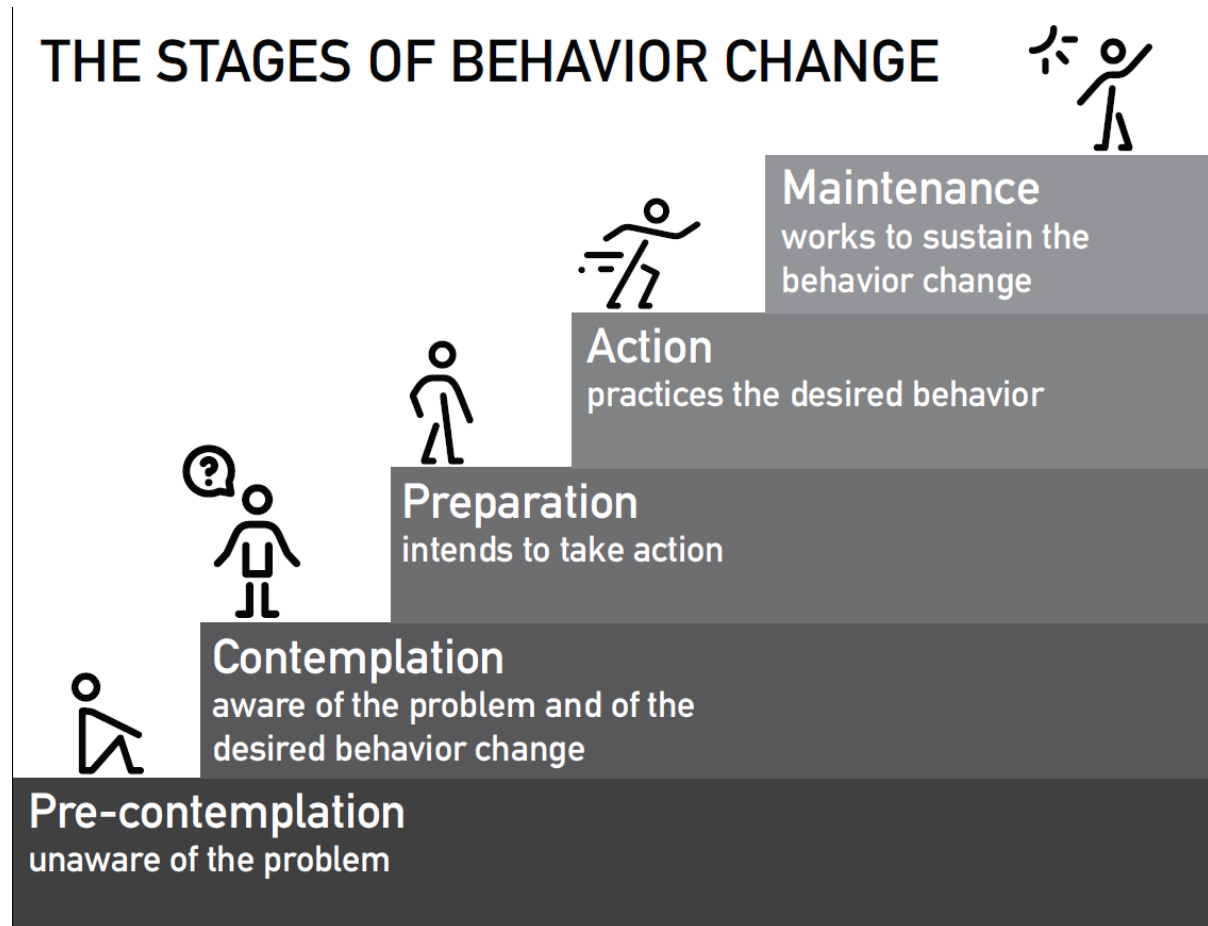 THE STAGES OF BEHAVIOR CHANGE
Maintenance
works to sustain the
behavior change
Action
practices the desired behavior
?
Preparation
intends to take action
Contemplation
aware of the problem and of the
desired behavior change
Pre-contemplation
unaware of the problem